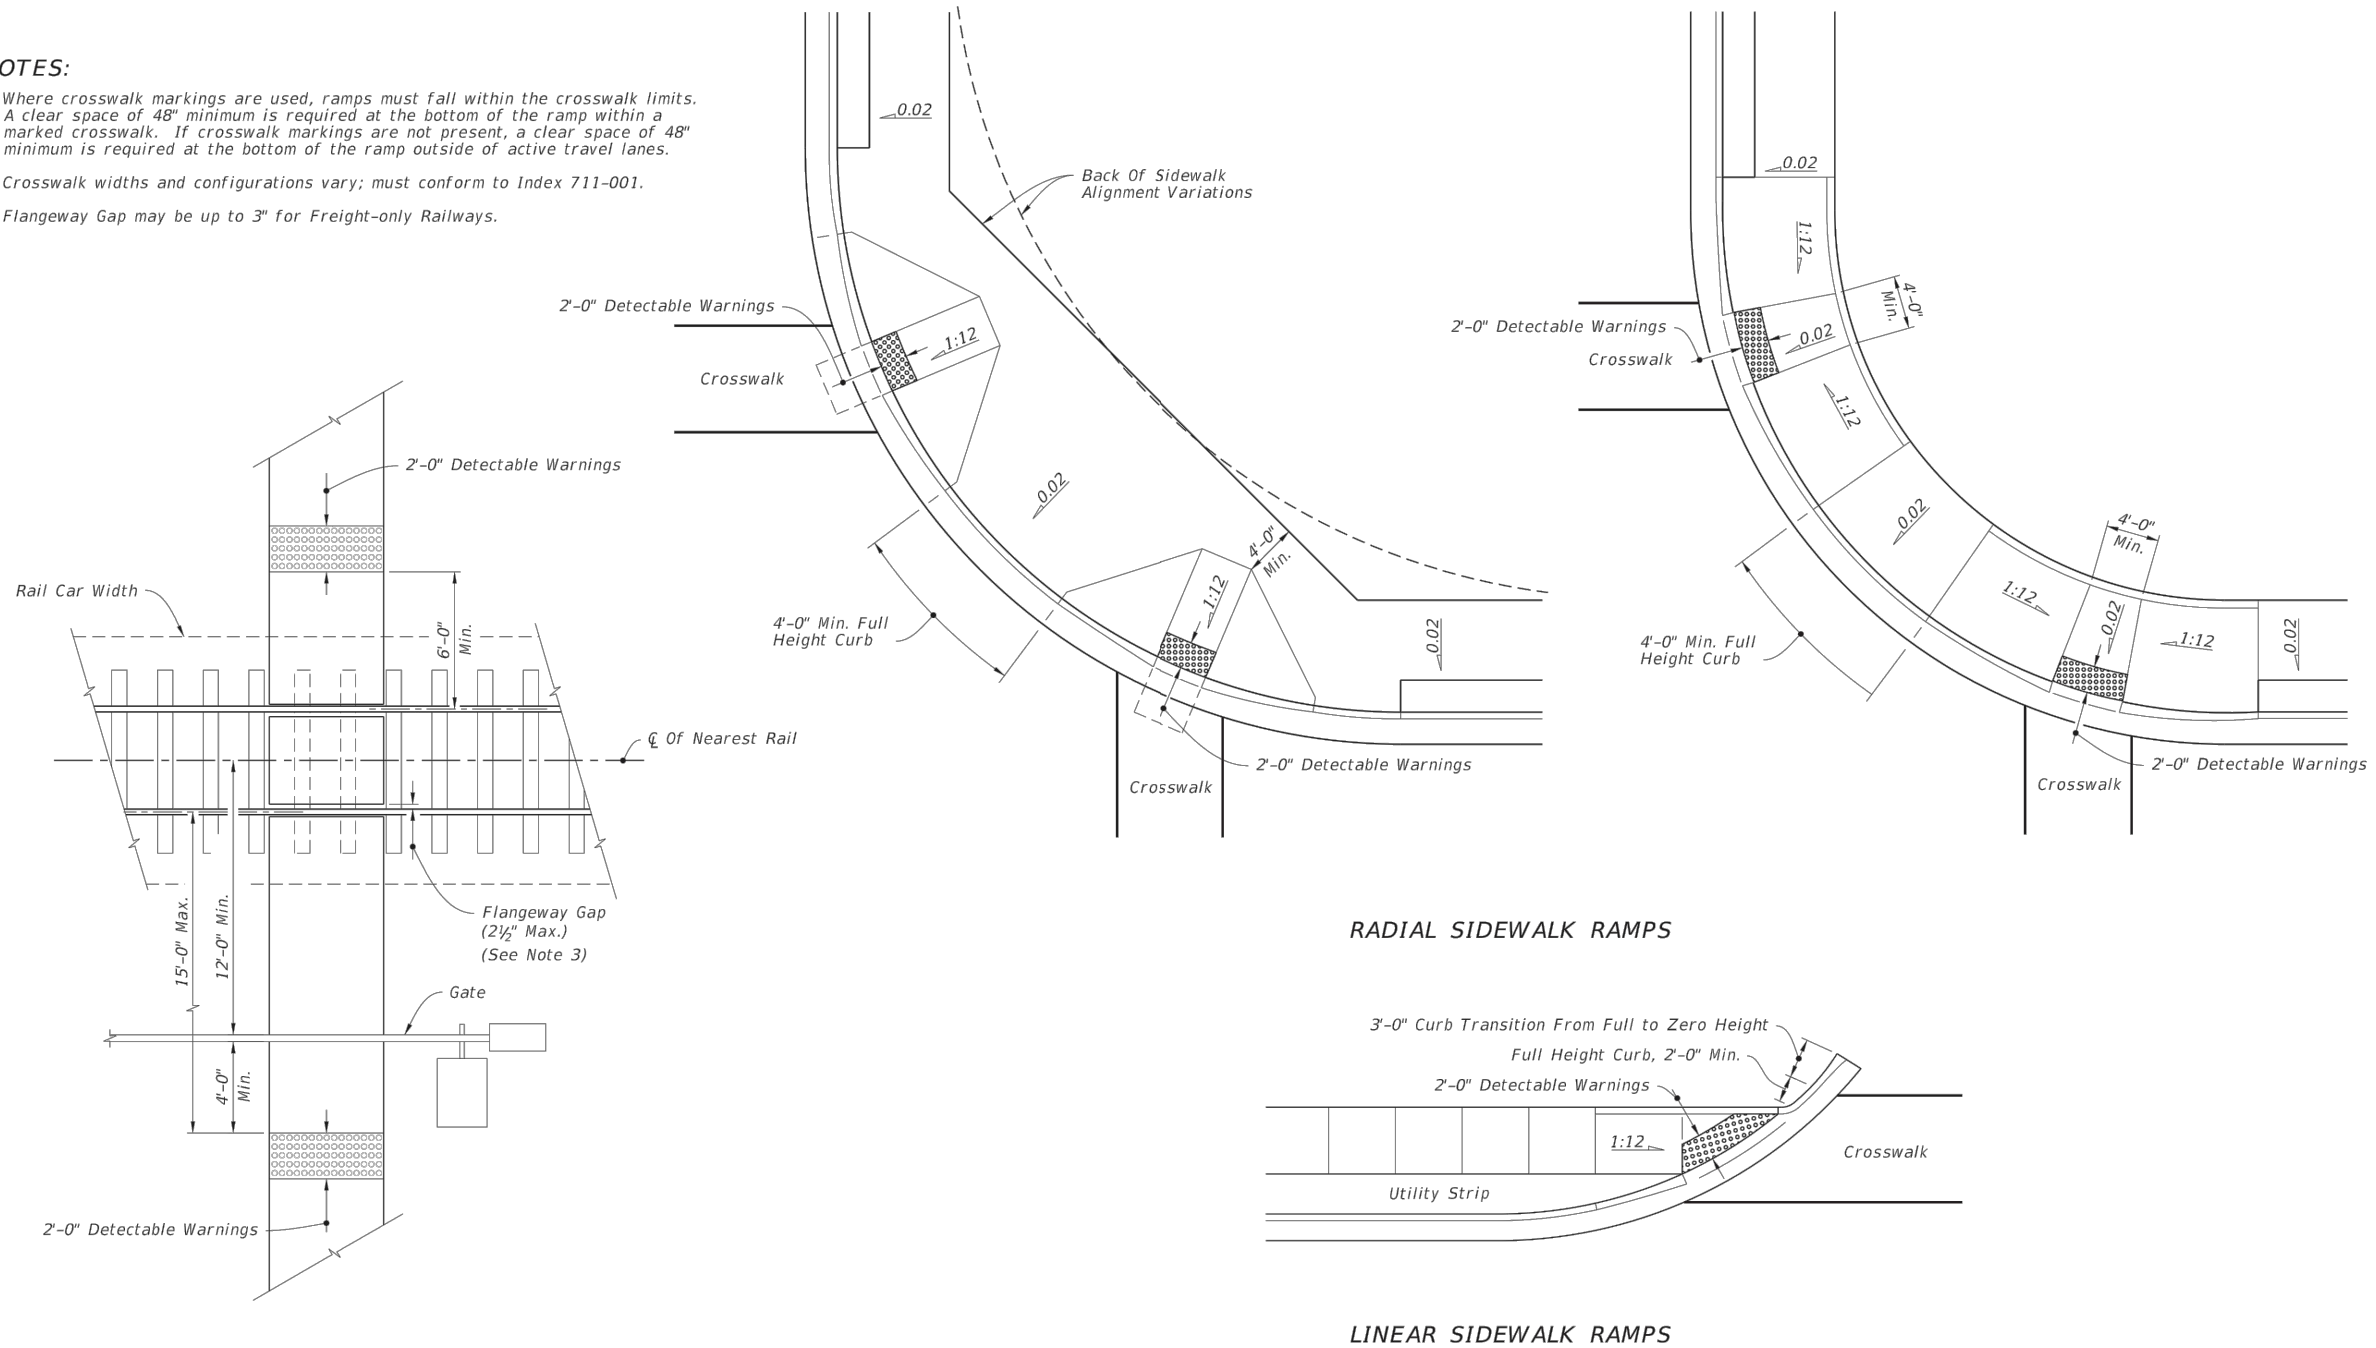 OTES:
Where crosswalk markings are used, ramps must fall within the crosswalk limits.
A clear space of 48" minimum is required at the bottom of the ramp within a
marked crosswalk. If crosswalk markings are not present, a clear space of 48"
minimum is required at the bottom of the ramp outside of active travel lanes.
Crosswalk widths and configurations vary; must conform to Index 711-001.
Flangeway Gap may be up to 3" for Freight-only Railways.
2'-0" Detectable Warnings
Rail Car Width
6'-0"
Min.
℄ Of Nearest Rail
15'-0" Max.
12'-0" Min.
Flangeway Gap
(2½" Max.)
(See Note 3)
Gate
4'-0"
Min.
2'-0" Detectable Warnings
0.02
Back Of Sidewalk
Alignment Variations
2'-0" Detectable Warnings
1:12
Crosswalk
0.02
4'-0"
Min.
1:12
4'-0" Min. Full
Height Curb
0.02
2'-0" Detectable Warnings
Crosswalk
0.02
1:12
4'-0"
Min.
2'-0" Detectable Warnings
0.02
Crosswalk
1:12
0.02
4'-0"
Min.
1:12
0.02
1:12
0.02
4'-0" Min. Full
Height Curb
2'-0" Detectable Warnings
Crosswalk
RADIAL SIDEWALK RAMPS
3'-0" Curb Transition From Full to Zero Height
Full Height Curb, 2'-0" Min.
2'-0" Detectable Warnings
1:12
Crosswalk
Utility Strip
LINEAR SIDEWALK RAMPS